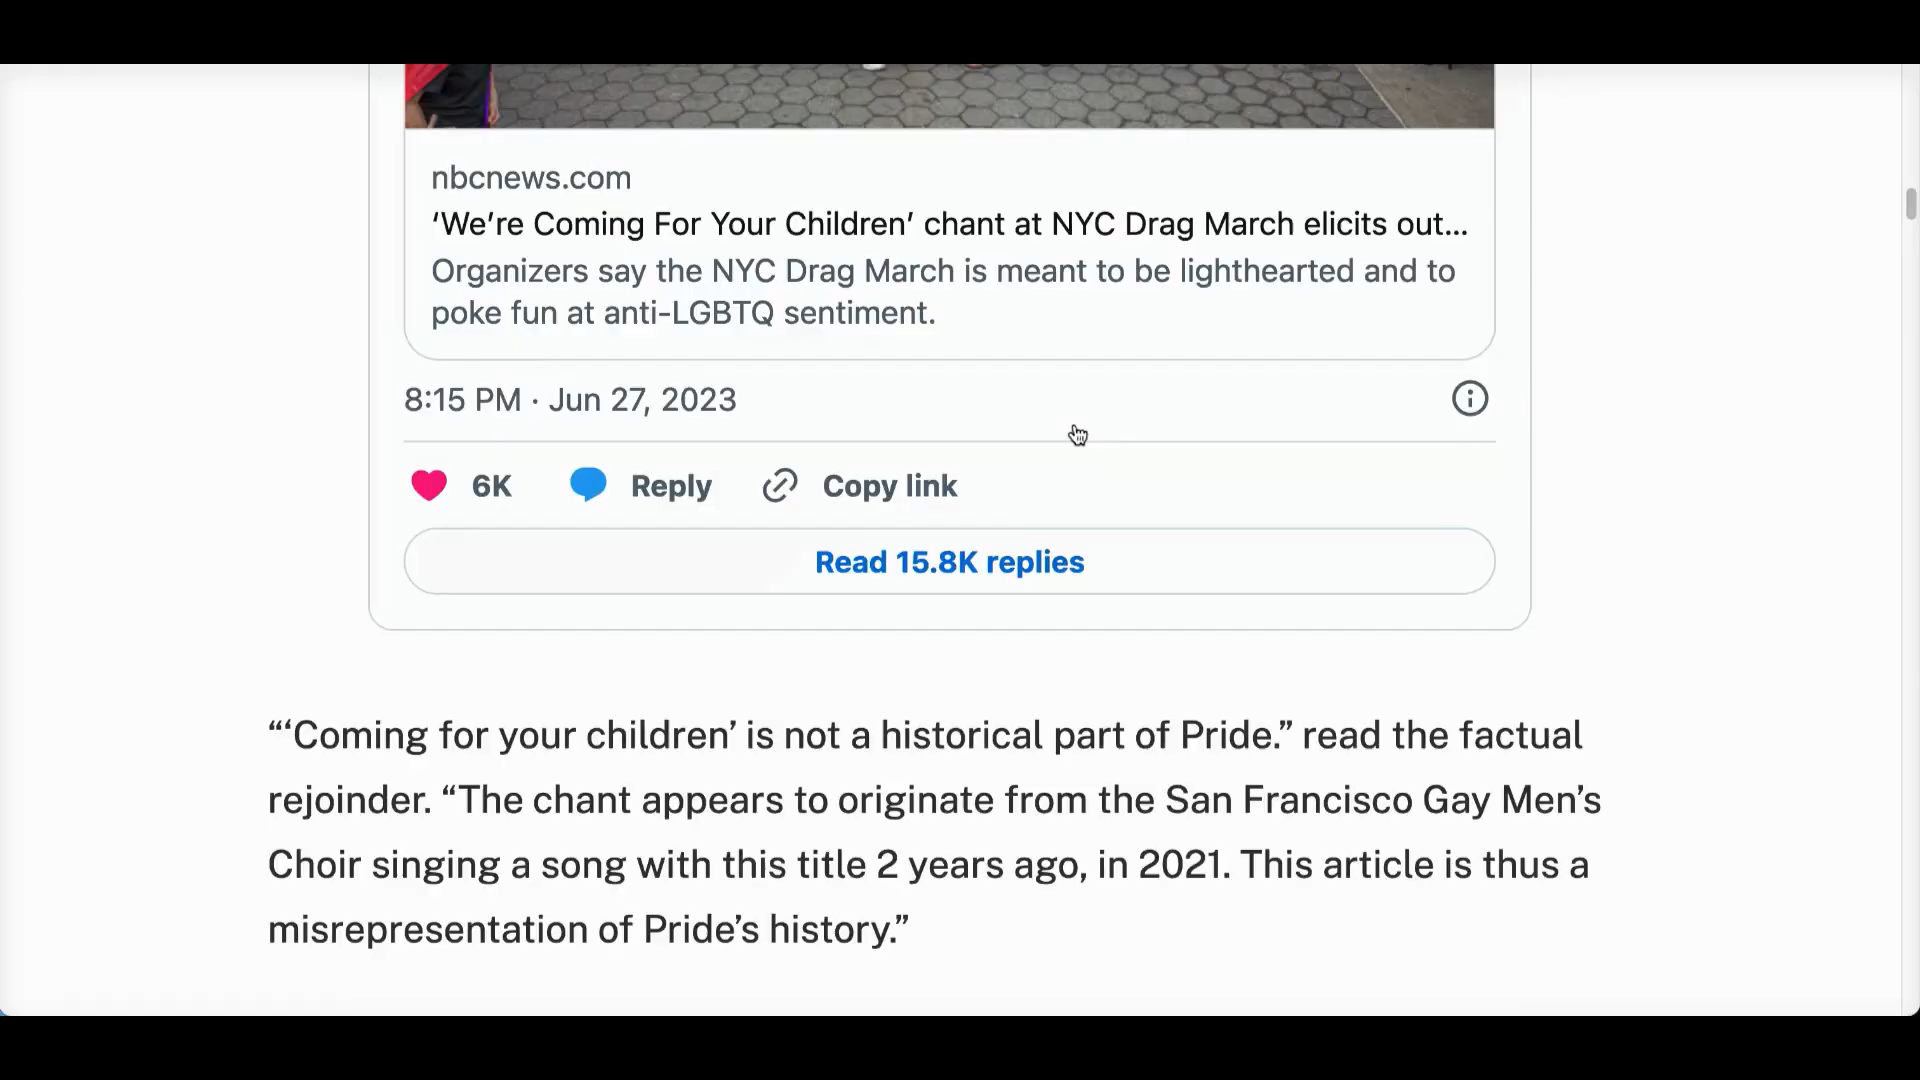 nbcnews.com
‘We’re Coming For Your Children’ chant at NYC Drag March elicits out...
Organizers say the NYC Drag March is meant to be lighthearted and to
poke fun at anti-LGBTQ sentiment.
8:15 PM · Jun 27, 2023
6K Reply Copy link
Read 15.8K replies
“‘Coming for your children’ is not a historical part of Pride.” read the factual
rejoinder. “The chant appears to originate from the San Francisco Gay Men’s
Choir singing a song with this title 2 years ago, in 2021. This article is thus a
misrepresentation of Pride’s history.”